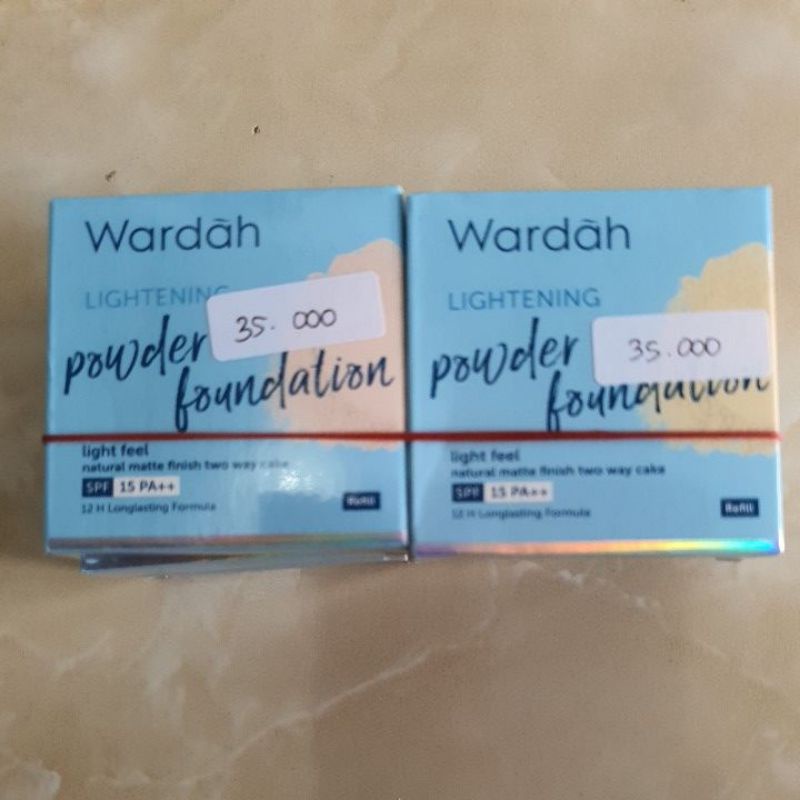 Wardah
LIGHTENING
35.000
powder
foundation
light feel
natural matte finish two way cake
SPF 15 PA++
12 H Longlasting Formula
Refill
Wardah
LIGHTENING
35.000
powder
foundation
light feel
natural matte finish two way cake
SPF 15 PA++
12 H Longlasting Formula
Refill